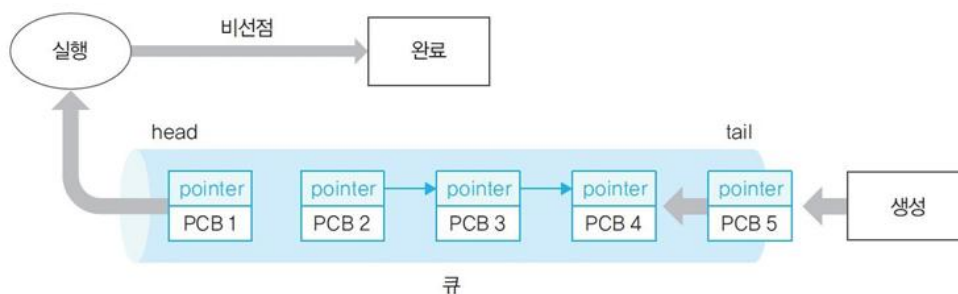 비선점
실행
완료
head
tail
pointer
pointer
pointer
pointer
pointer
PCB 1
PCB 2
PCB 3
PCB 4
PCB 5
생성
큐